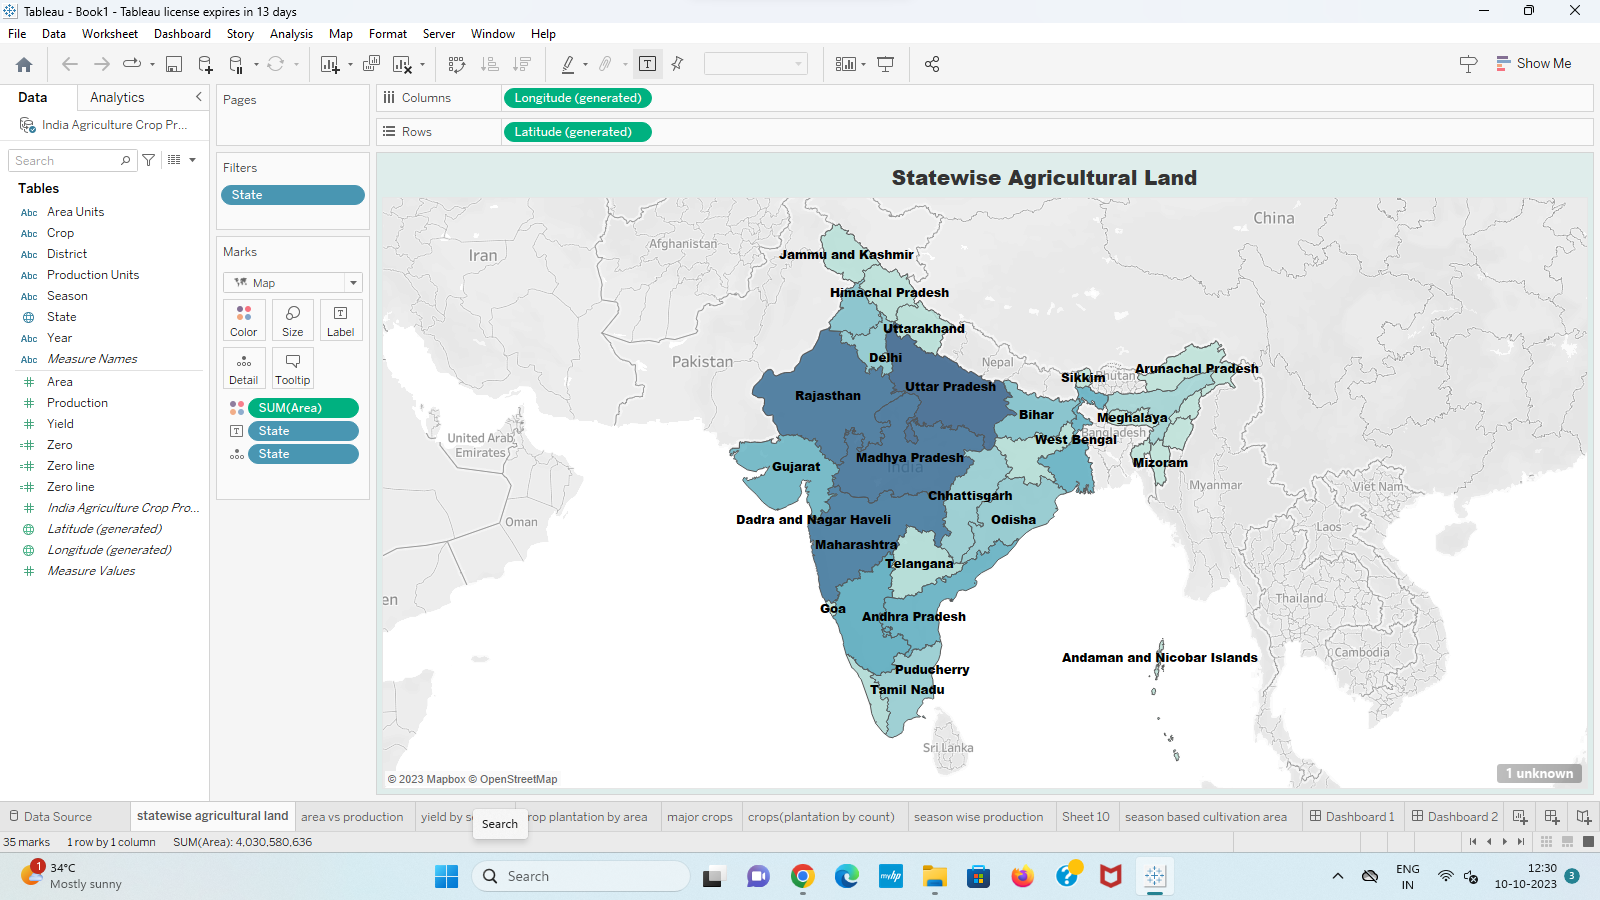 Tableau - Book1 - Tableau license expires in 13 days
File Data Worksheet Dashboard Story Analysis Map Format Server Window Help
Show Me
Data Analytics
India Agriculture Crop Pr...
Search
Tables
Abc Area Units
Abc Crop
Abc District
Abc Production Units
Abc Season
State
Abc Year
Abc Measure Names
# Area
# Production
# Yield
=# Zero
=# Zero line
=# Zero line
# India Agriculture Crop Pro...
Latitude (generated)
Longitude (generated)
# Measure Values
Pages
Filters
State
Marks
Map
Color Size Label
Detail Tooltip
SUM(Area)
State
State
Columns Longitude (generated)
Rows Latitude (generated)
Statewise Agricultural Land
China
Afghanistan
Iran
Jammu and Kashmir
Himachal Pradesh
Uttarakhand
Pakistan
Delhi
Nepal
Arunachal Pradesh
Sikkim
Bhutan
Uttar Pradesh
Rajasthan
Bihar
Meghalaya
Bangladesh
United Arab
Emirates
West Bengal
Madhya Pradesh
India
Gujarat
Mizoram
Myanmar
Viet Nam
Chhattisgarh
Oman
Dadra and Nagar Haveli
Odisha
Laos
Maharashtra
Telangana
en
Thailand
Goa
Andhra Pradesh
Cambodia
Andaman and Nicobar Islands
Puducherry
Tamil Nadu
Sri Lanka
© 2023 Mapbox © OpenStreetMap
1 unknown
Data Source statewise agricultural land area vs production yield by s rop plantation by area major crops crops(plantation by count) season wise production Sheet 10 season based cultivation area Dashboard 1 Dashboard 2
Search
35 marks 1 row by 1 column SUM(Area): 4,030,580,636
1
34°C
Mostly sunny
Search
myhp
ENG
IN
12:30
10-10-2023
3